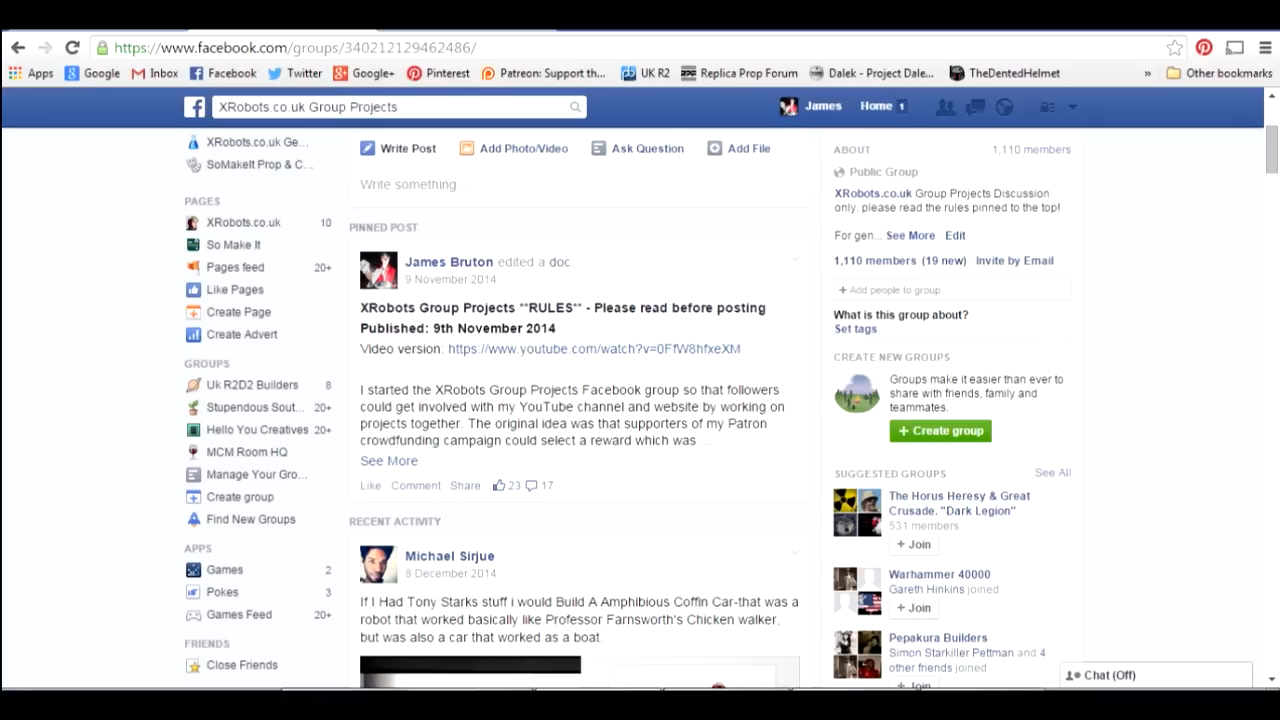 https://www.facebook.com/groups/340212129462486/
Apps Google Inbox Facebook Twitter Google+ Pinterest Patreon: Support th... UK R2 Replica Prop Forum Dalek - Project Dale... TheDentedHelmet » Other bookmarks
XRobots.co.uk Group Projects
James Home 1
XRobots.co.uk Ge...
SoMakeIt Prop & C...
PAGES
XRobots.co.uk 10
So Make It
Pages feed 20+
Like Pages
Create Page
Create Advert
GROUPS
Uk R2D2 Builders 8
Stupendous Sout... 20+
Hello You Creatives 20+
MCM Room HQ
Manage Your Gro...
Create group
Find New Groups
APPS
Games 2
Pokes 3
Games Feed 20+
FRIENDS
Close Friends
Write Post Add Photo/Video Ask Question Add File
Write something...
PINNED POST
James Bruton edited a doc
9 November 2014
XRobots Group Projects **RULES** - Please read before posting
Published: 9th November 2014
Video version: https://www.youtube.com/watch?v=0FfW8hfxeXM
I started the XRobots Group Projects Facebook group so that followers
could get involved with my YouTube channel and website by working on
projects together. The original idea was that supporters of my Patron
crowdfunding campaign could select a reward which was ...
See More
Like Comment Share 23 17
RECENT ACTIVITY
Michael Sirjue
8 December 2014
If I Had Tony Starks stuff i would Build A Amphibious Coffin Car-that was a
robot that worked basically like Professor Farnsworth's Chicken walker,
but was also a car that worked as a boat.
ABOUT 1,110 members
Public Group
XRobots.co.uk Group Projects Discussion
only, please read the rules pinned to the top!
For gen... See More Edit
1,110 members (19 new) Invite by Email
+ Add people to group
What is this group about?
Set tags
CREATE NEW GROUPS
Groups make it easier than ever to
share with friends, family and
teammates.
+ Create group
SUGGESTED GROUPS See All
The Horus Heresy & Great
Crusade. "Dark Legion"
531 members
+ Join
Warhammer 40000
Gareth Hinkins joined
+ Join
Pepakura Builders
Simon Starkiller Pettman and 4
other friends joined
+ Join
Chat (Off)